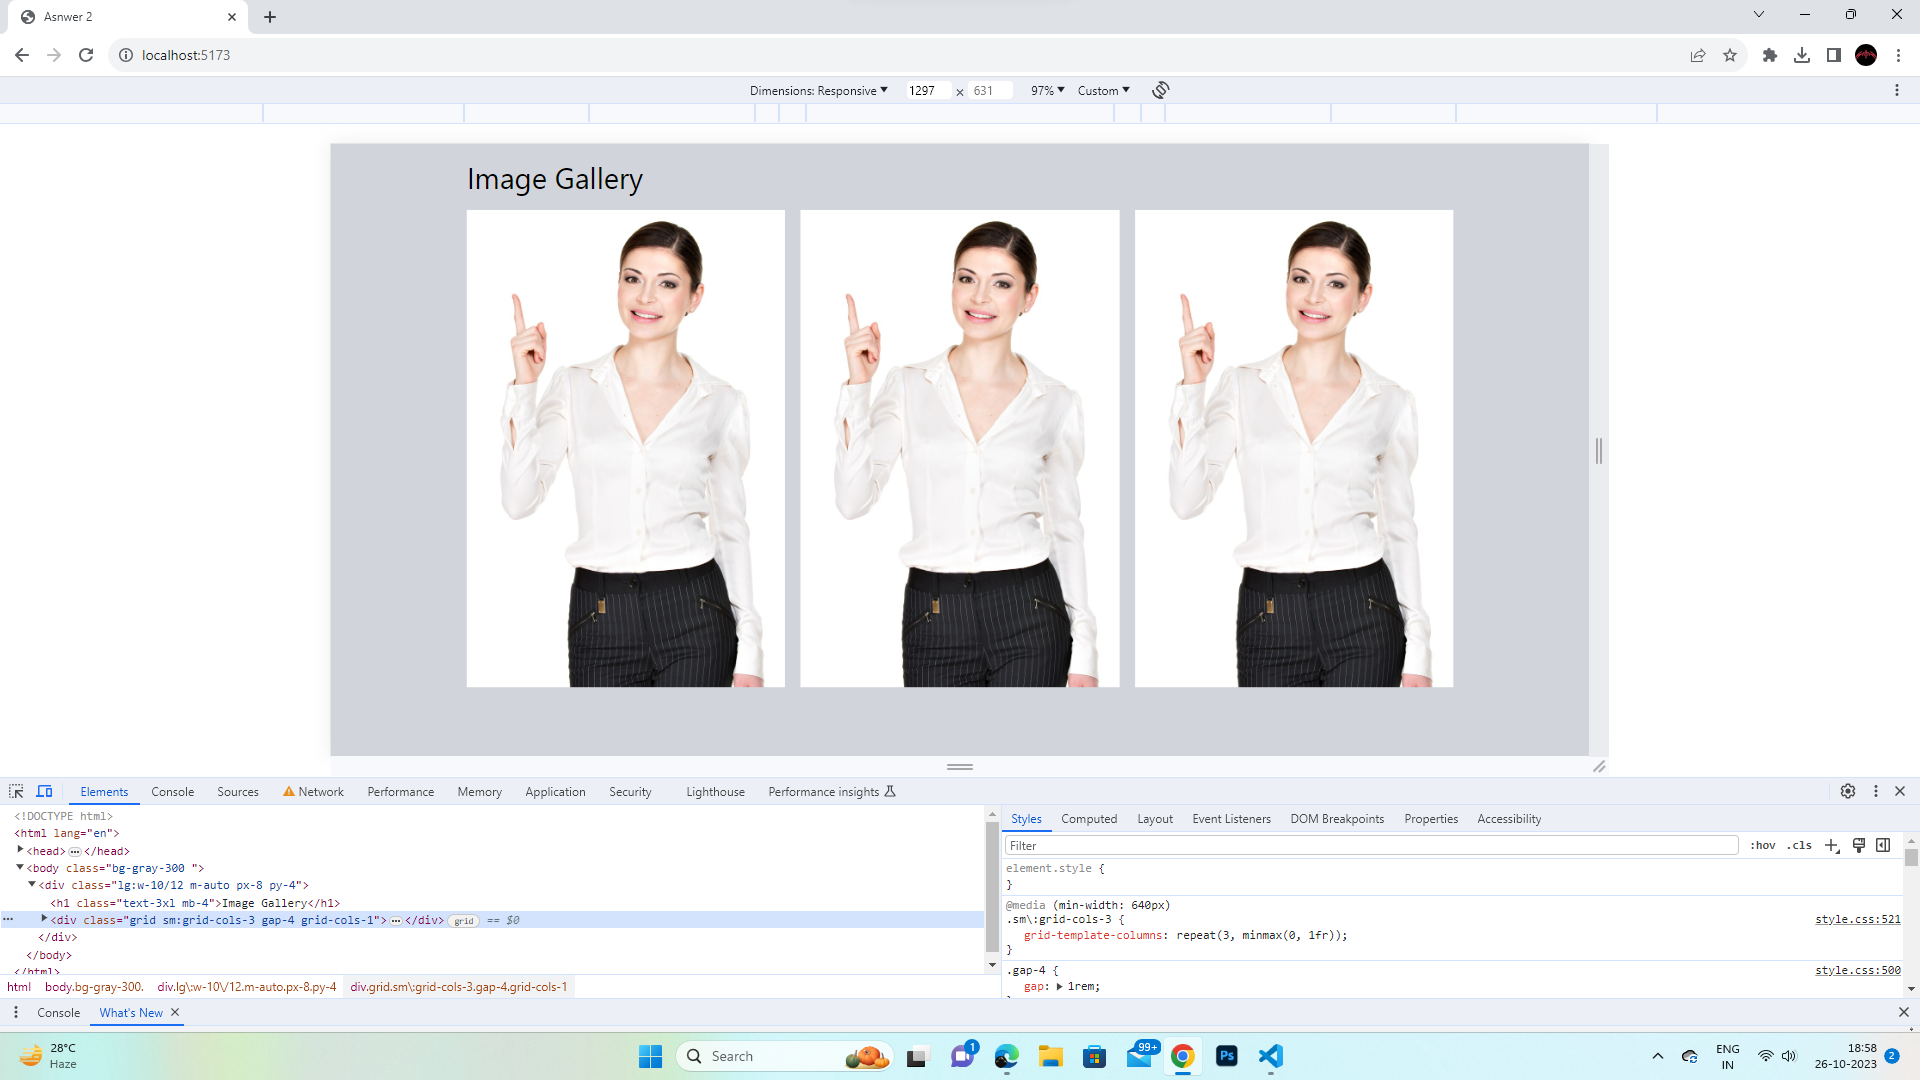 Asnwer 2
localhost:5173
Dimensions: Responsive 1297 × 631 97% Custom
Image Gallery
Elements Console Sources Network Performance Memory Application Security Lighthouse Performance insights
<!DOCTYPE html>
<html lang="en">
<head>…</head>
<body class="bg-gray-300 ">
<div class="lg:w-10/12 m-auto px-8 py-4">
<h1 class="text-3xl mb-4">Image Gallery</h1>
<div class="grid sm:grid-cols-3 gap-4 grid-cols-1">…</div> grid == $0
</div>
</body>
</html>
html body.bg-gray-300. div.lg\:w-10\/12.m-auto.px-8.py-4 div.grid.sm\:grid-cols-3.gap-4.grid-cols-1
Styles Computed Layout Event Listeners DOM Breakpoints Properties Accessibility
Filter :hov .cls
element.style {
}
@media (min-width: 640px)
.sm\:grid-cols-3 { style.css:521
grid-template-columns: repeat(3, minmax(0, 1fr));
}
.gap-4 { style.css:500
gap: 1rem;
Console What's New
28°C
Haze
Search
1
99+
Ps
ENG
IN
18:58
26-10-2023
2